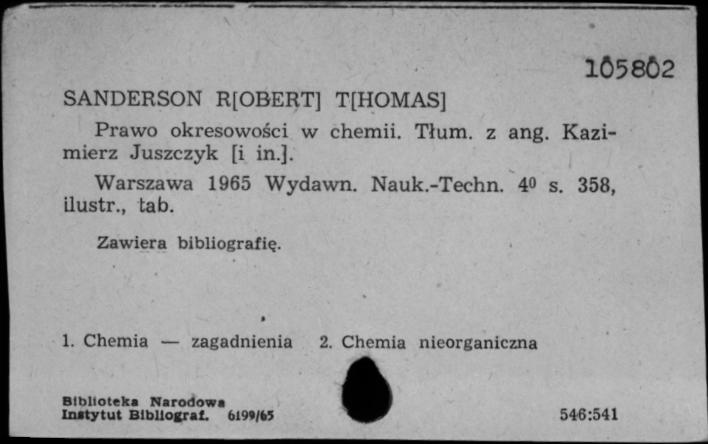 105802
SANDERSON R[OBERT] T[HOMAS]
Prawo okresowości w chemii. Tłum. z ang. Kazi-
mierz Juszczyk [i in.].
Warszawa 1965 Wydawn. Nauk.-Techn. 4⁰ s. 358,
ilustr., tab.
Zawiera bibliografię.
1. Chemia — zagadnienia 2. Chemia nieorganiczna
Biblioteka Narodowa
Instytut Bibliograf. 6199/65 546:541